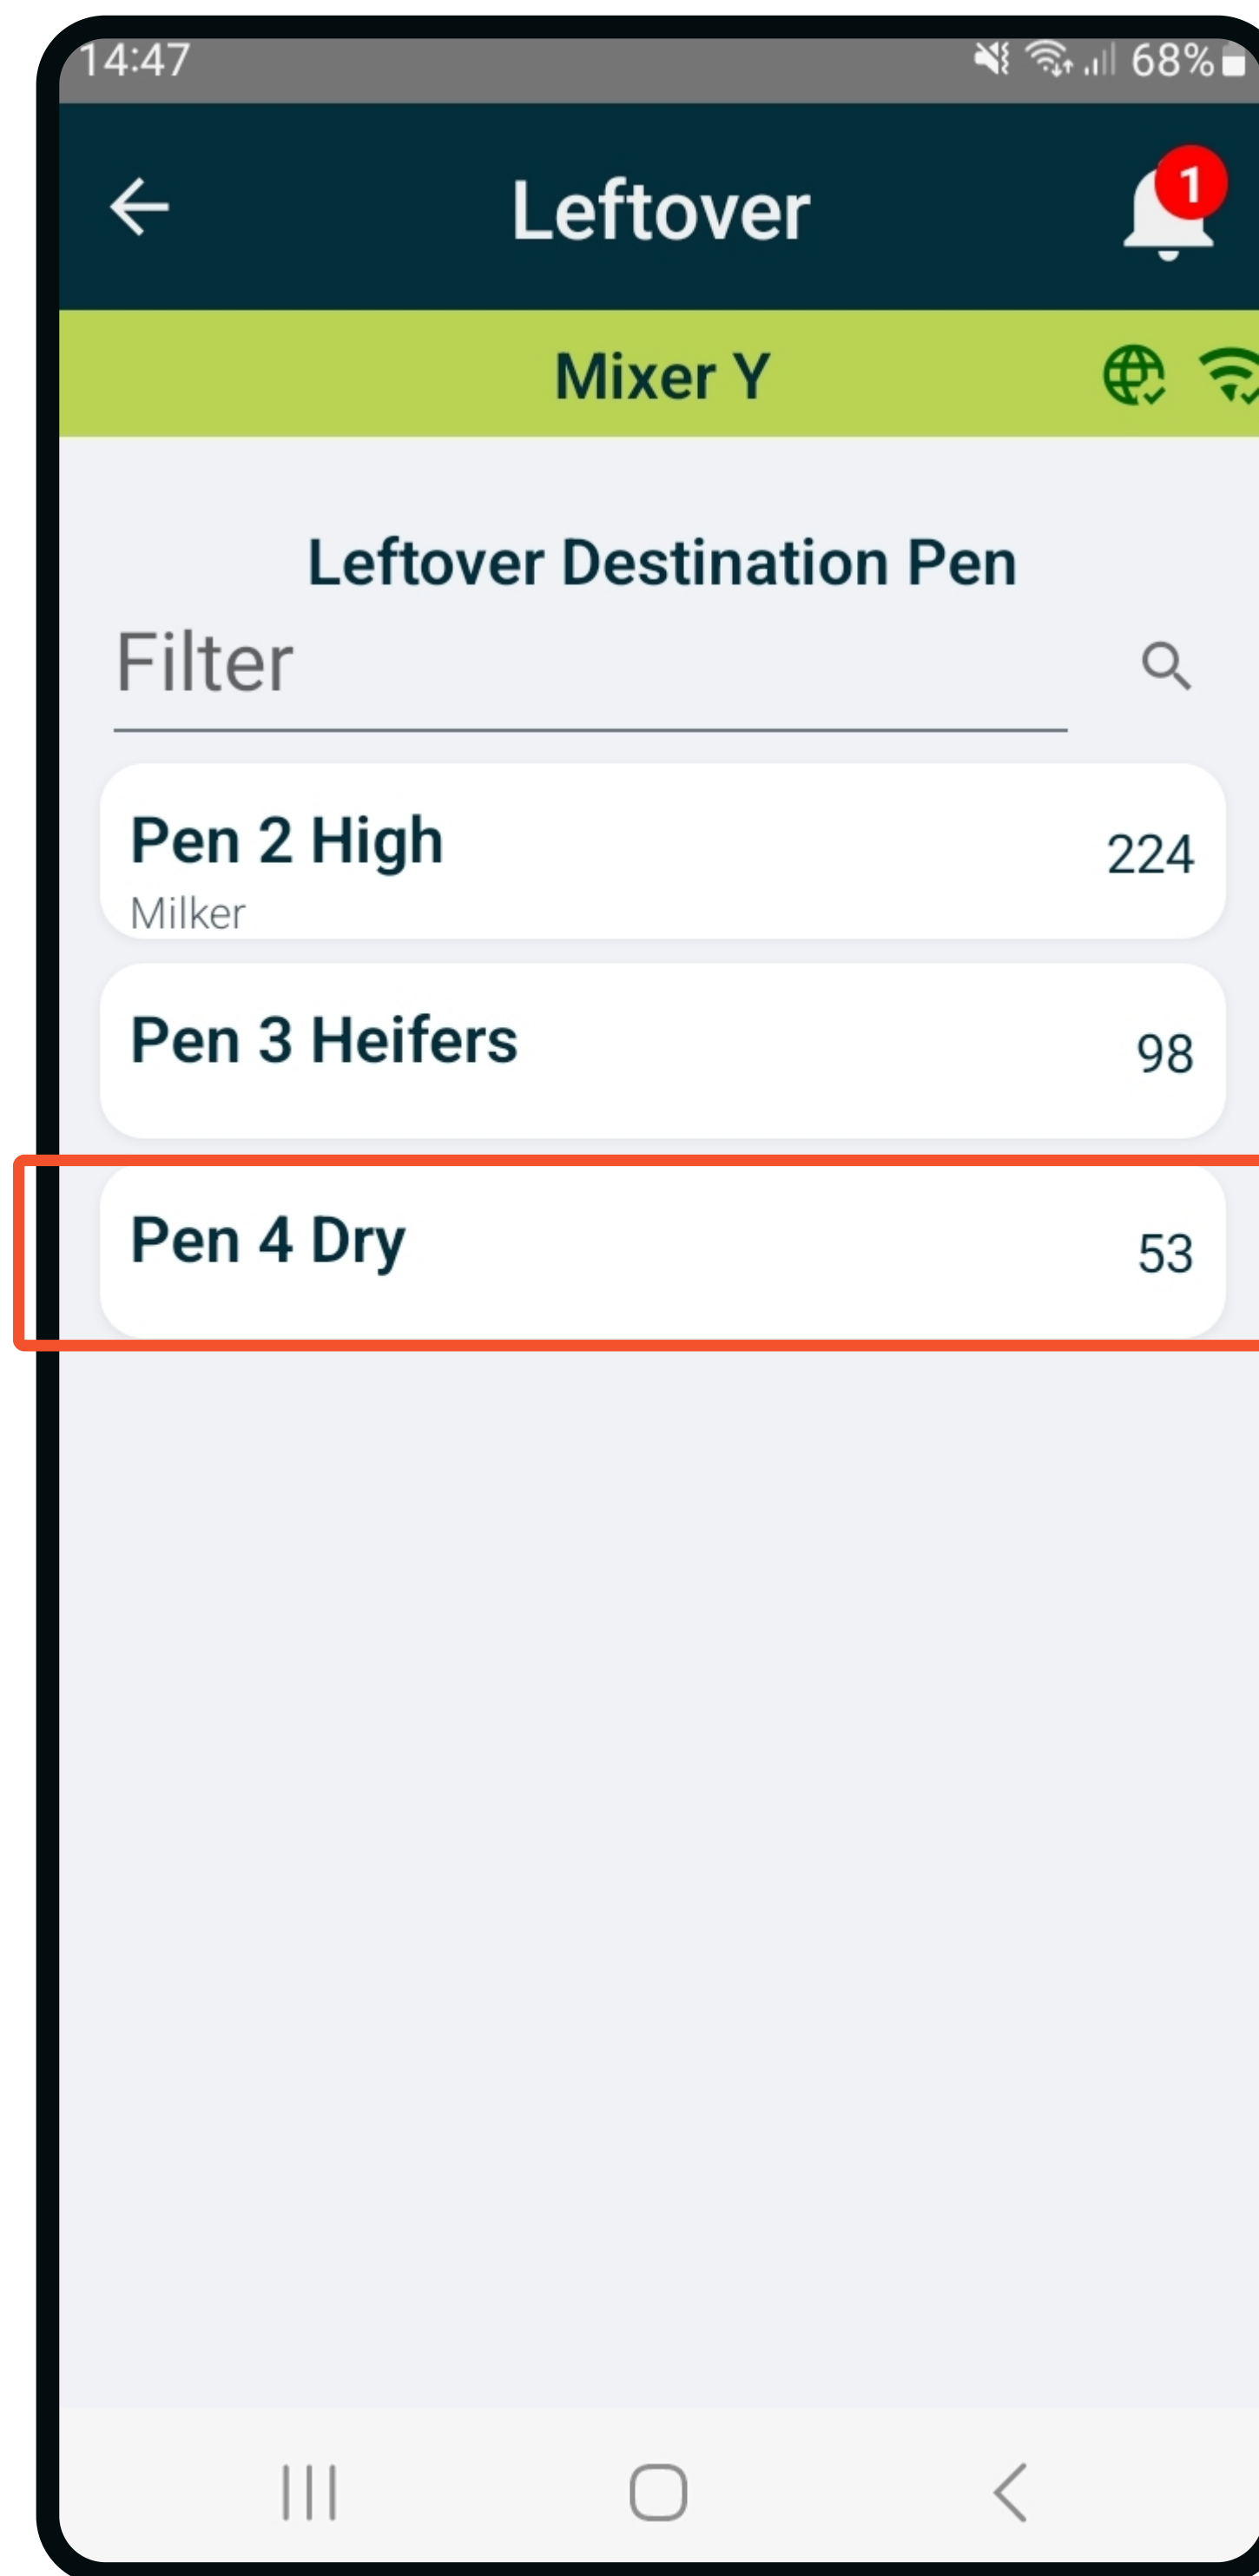 14:47 68%
Leftover 1
Mixer Y
Leftover Destination Pen
Filter
Pen 2 High 224
Milker
Pen 3 Heifers 98
Pen 4 Dry 53